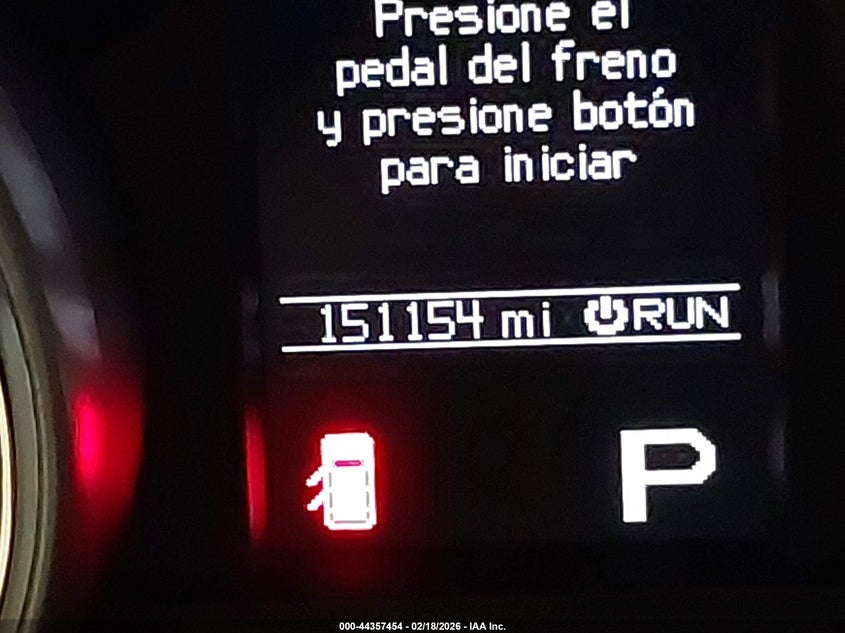 Presione el
pedal del freno
y presione botón
para iniciar
151154 mi RUN
P
000-44357454 - 02/18/2026 - IAA Inc.